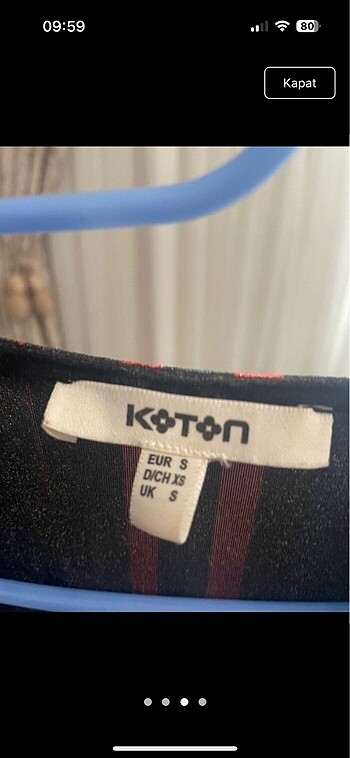 09:59
80
Kapat
KOTON
EUR S
D/CH XS
UK S